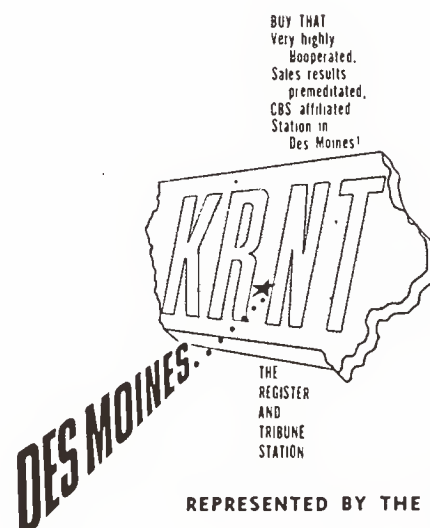 BUY THAT
Very highly
Hooperated,
Sales results
premeditated,
CBS affiliated
Station in
Des Moines!
KRNT
DES MOINES
THE
REGISTER
AND
TRIBUNE
STATION
REPRESENTED BY THE